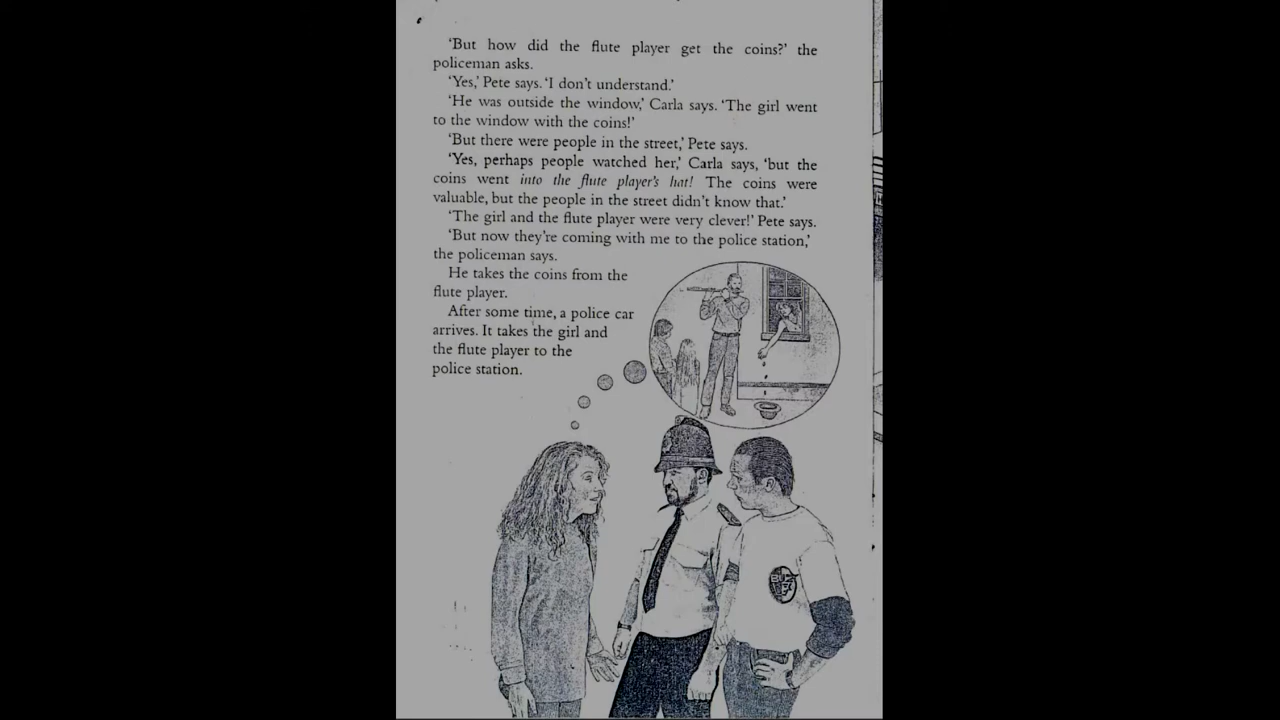 ‘But how did the flute player get the coins?’ the
policeman asks.
‘Yes,’ Pete says. ‘I don’t understand.’
‘He was outside the window,’ Carla says. ‘The girl went
to the window with the coins!’
‘But there were people in the street,’ Pete says.
‘Yes, perhaps people watched her,’ Carla says, ‘but the
coins went into the flute player’s hat! The coins were
valuable, but the people in the street didn’t know that.’
‘The girl and the flute player were very clever!’ Pete says.
‘But now they’re coming with me to the police station,’
the policeman says.
He takes the coins from the
flute player.
After some time, a police car
arrives. It takes the girl and
the flute player to the
police station.